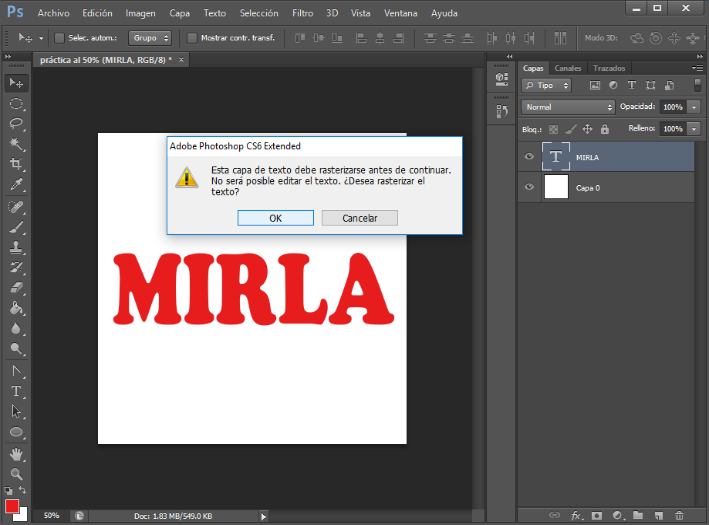 Ps Archivo Edición Imagen Capa Texto Selección Filtro 3D Vista Ventana Ayuda
Selec. autom.: Grupo Mostrar contr. transf. Modo 3D:
práctica al 50% (MIRLA, RGB/8) * ×
Adobe Photoshop CS6 Extended
Esta capa de texto debe rasterizarse antes de continuar.
No será posible editar el texto. ¿Desea rasterizar el
texto?
OK Cancelar
MIRLA
50% Doc: 1.83 MB/549.0 KB
Capas Canales Trazados
Tipo
Normal Opacidad: 100%
Bloq.: Relleno: 100%
T MIRLA
Capa 0
fx